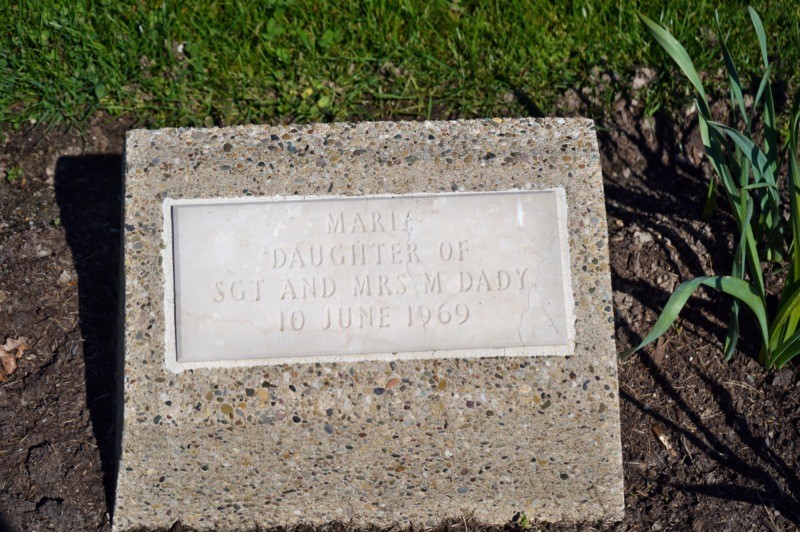 MARIA
DAUGHTER OF
SGT AND MRS M DADY
10 JUNE 1969